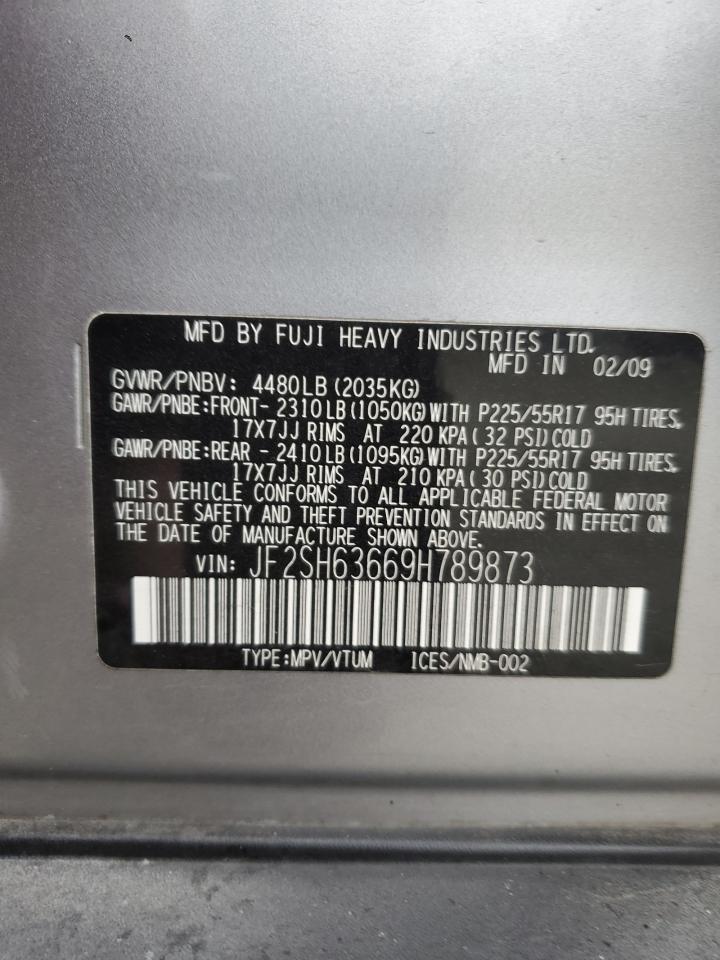 MFD BY FUJI HEAVY INDUSTRIES LTD.
MFD IN 02/09
GVWR/PNBV: 4480LB(2035KG)
GAWR/PNBE:FRONT- 2310LB(1050KG)WITH P225/55R17 95H TIRES,
17X7JJ RIMS AT 220 KPA( 32 PSI)COLD
GAWR/PNBE:REAR - 2410LB(1095KG)WITH P225/55R17 95H TIRES,
17X7JJ RIMS AT 210 KPA( 30 PSI)COLD
THIS VEHICLE CONFORMS TO ALL APPLICABLE FEDERAL MOTOR
VEHICLE SAFETY AND THEFT PREVENTION STANDARDS IN EFFECT ON
THE DATE OF MANUFACTURE SHOWN ABOVE.
VIN: JF2SH63669H789873
TYPE:MPV/VTUM 1CES/NMB-002